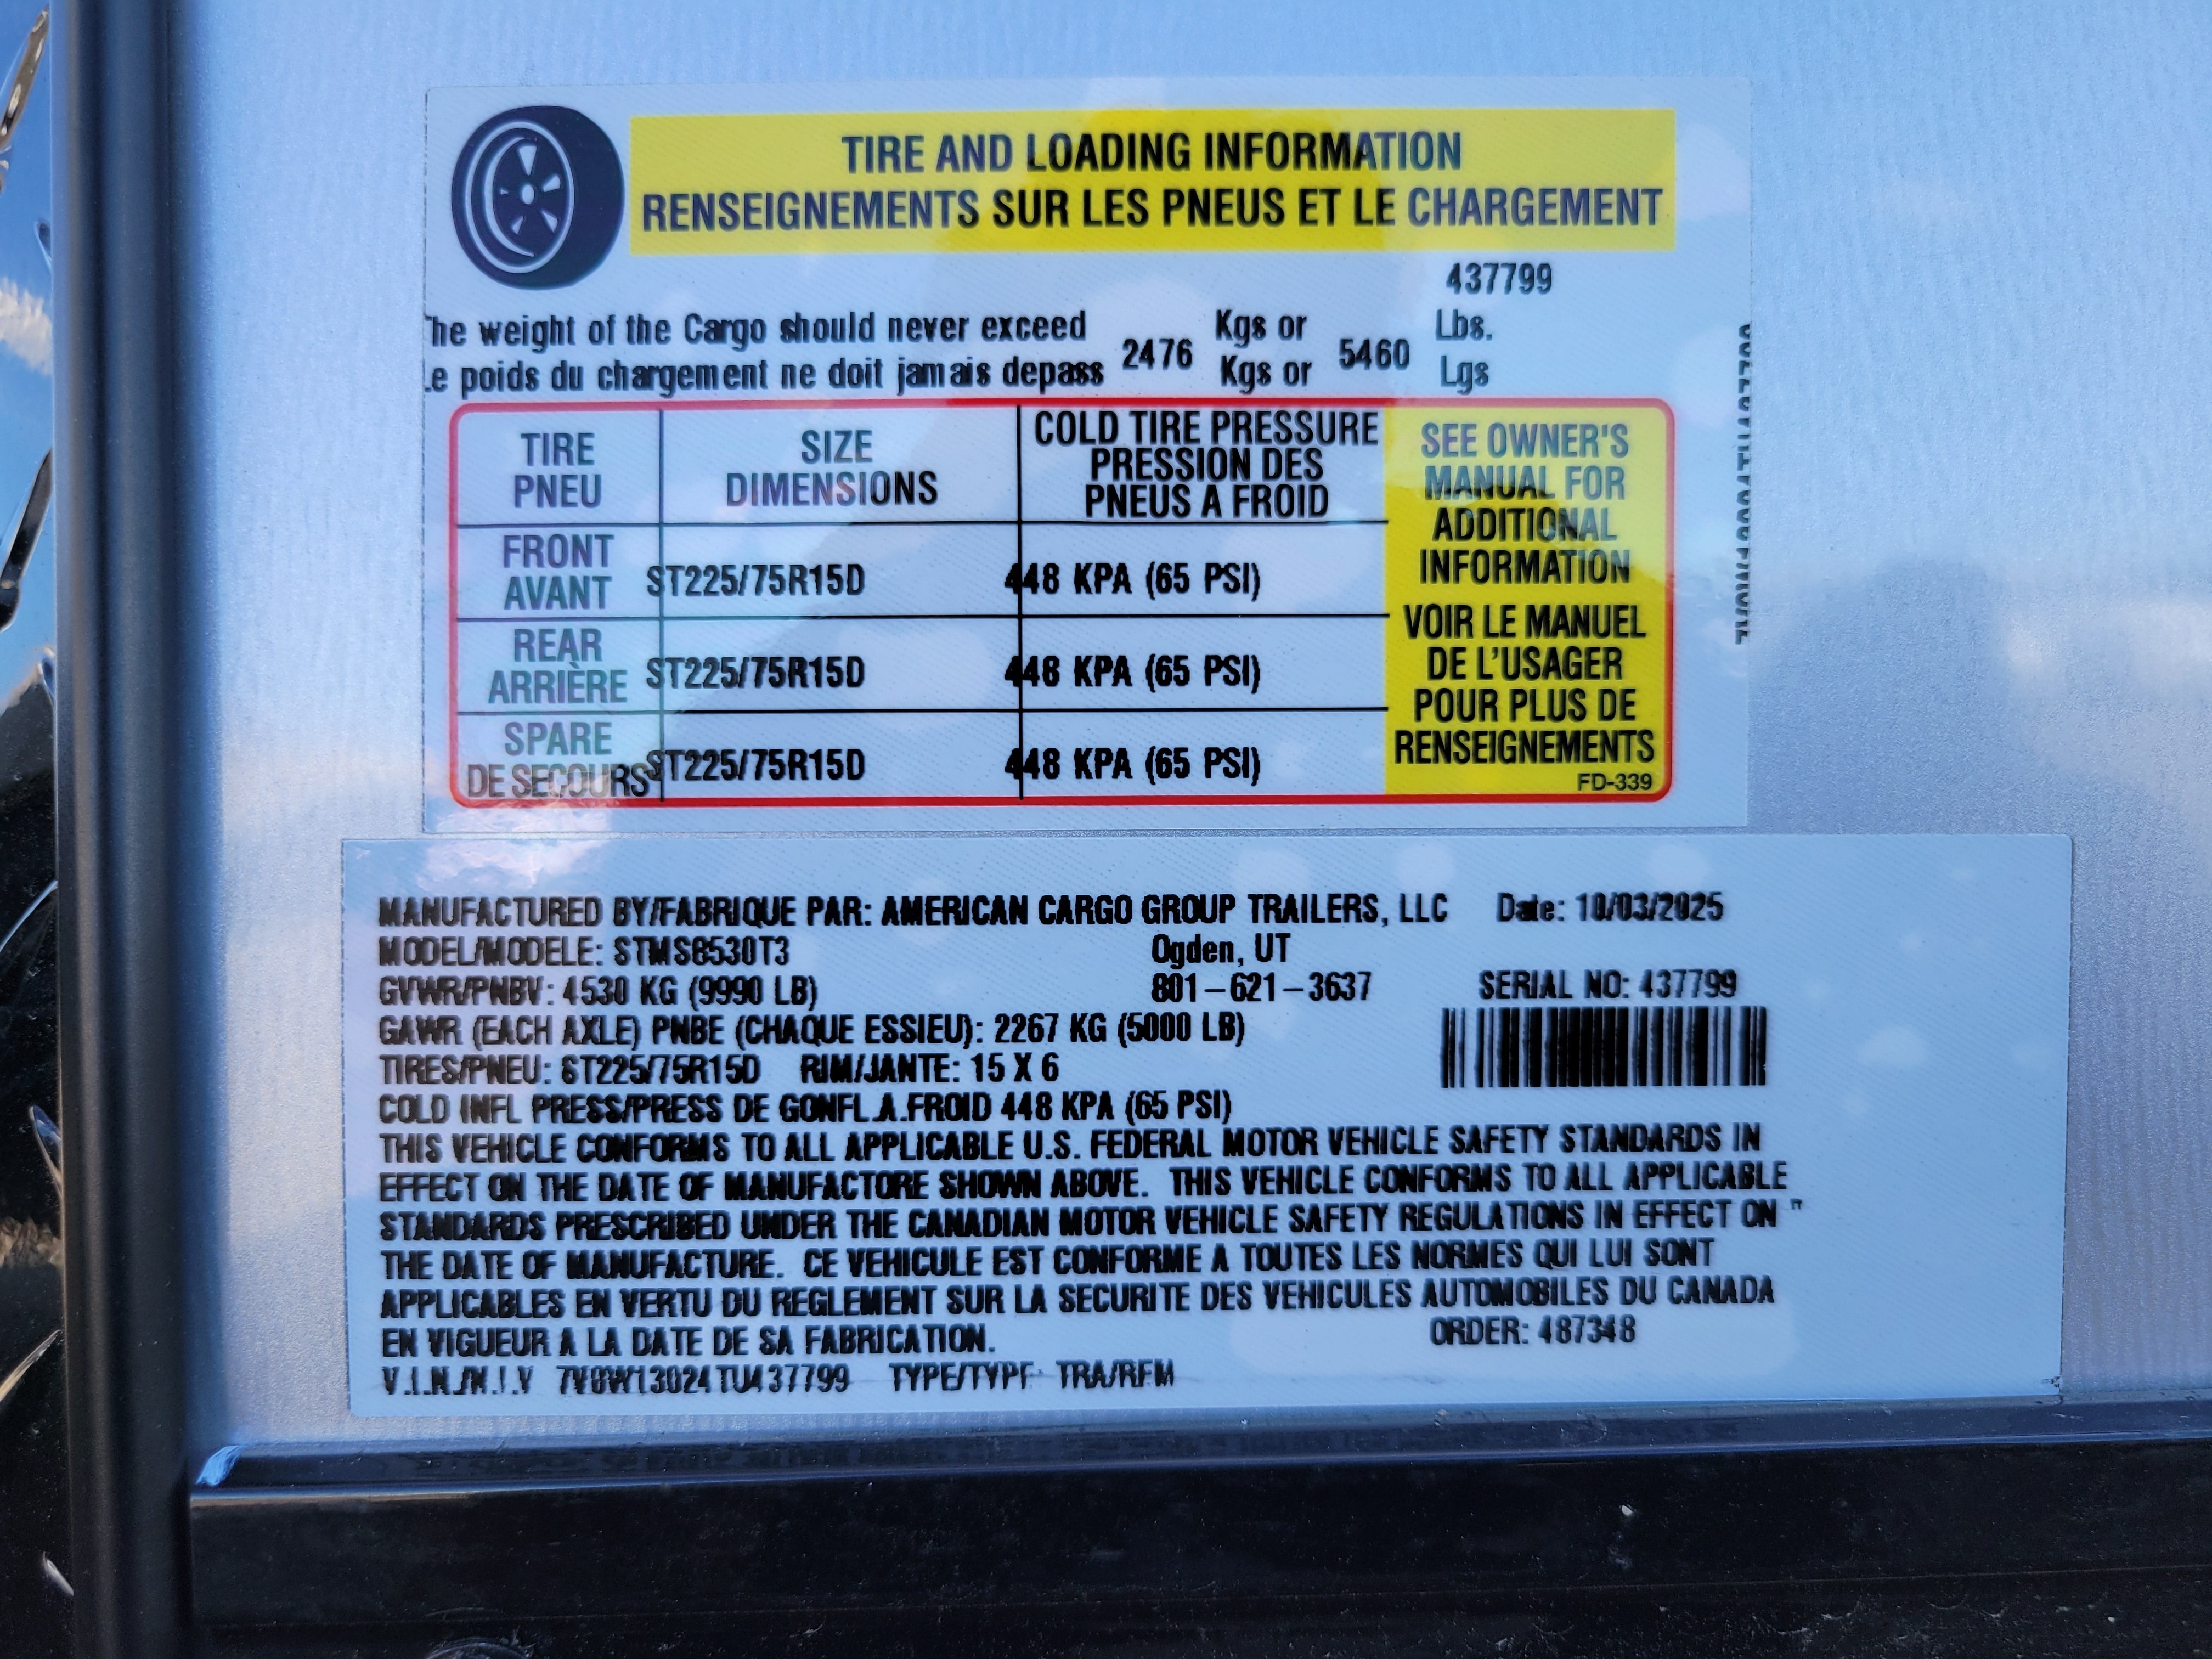 TIRE AND LOADING INFORMATION
RENSEIGNEMENTS SUR LES PNEUS ET LE CHARGEMENT
437799
he weight of the Cargo should never exceed 2476 Kgs or 5460 Lbs.
e poids du chargement ne doit jamais depass Kgs or Lgs
TIRE PNEU
SIZE DIMENSIONS
COLD TIRE PRESSURE
PRESSION DES
PNEUS A FROID
FRONT
AVANT ST225/75R15D 448 KPA (65 PSI)
REAR
ARRIÈRE ST225/75R15D 448 KPA (65 PSI)
SPARE
DE SECOURS ST225/75R15D 448 KPA (65 PSI)
SEE OWNER'S
MANUAL FOR
ADDITIONAL
INFORMATION
VOIR LE MANUEL
DE L'USAGER
POUR PLUS DE
RENSEIGNEMENTS
FD-339
MANUFACTURED BY/FABRIQUE PAR: AMERICAN CARGO GROUP TRAILERS, LLC Date: 10/03/2025
MODEL/MODELE: STMS8530T3 Ogden, UT
GVWR/PNBV: 4530 KG (9990 LB) 801-621-3637 SERIAL NO: 437799
GAWR (EACH AXLE) PNBE (CHAQUE ESSIEU): 2267 KG (5000 LB)
TIRES/PNEU: ST225/75R15D RIM/JANTE: 15 X 6
COLD INFL PRESS/PRESS DE GONFL.A.FROID 448 KPA (65 PSI)
THIS VEHICLE CONFORMS TO ALL APPLICABLE U.S. FEDERAL MOTOR VEHICLE SAFETY STANDARDS IN
EFFECT ON THE DATE OF MANUFACTORE SHOWN ABOVE. THIS VEHICLE CONFORMS TO ALL APPLICABLE
STANDARDS PRESCRIBED UNDER THE CANADIAN MOTOR VEHICLE SAFETY REGULATIONS IN EFFECT ON "
THE DATE OF MANUFACTURE. CE VEHICULE EST CONFORME A TOUTES LES NORMES QUI LUI SONT
APPLICABLES EN VERTU DU REGLEMENT SUR LA SECURITE DES VEHICULES AUTOMOBILES DU CANADA
EN VIGUEUR A LA DATE DE SA FABRICATION. ORDER: 487348
V.I.N./N.I.V TYPE/TYPE: TRA/REM